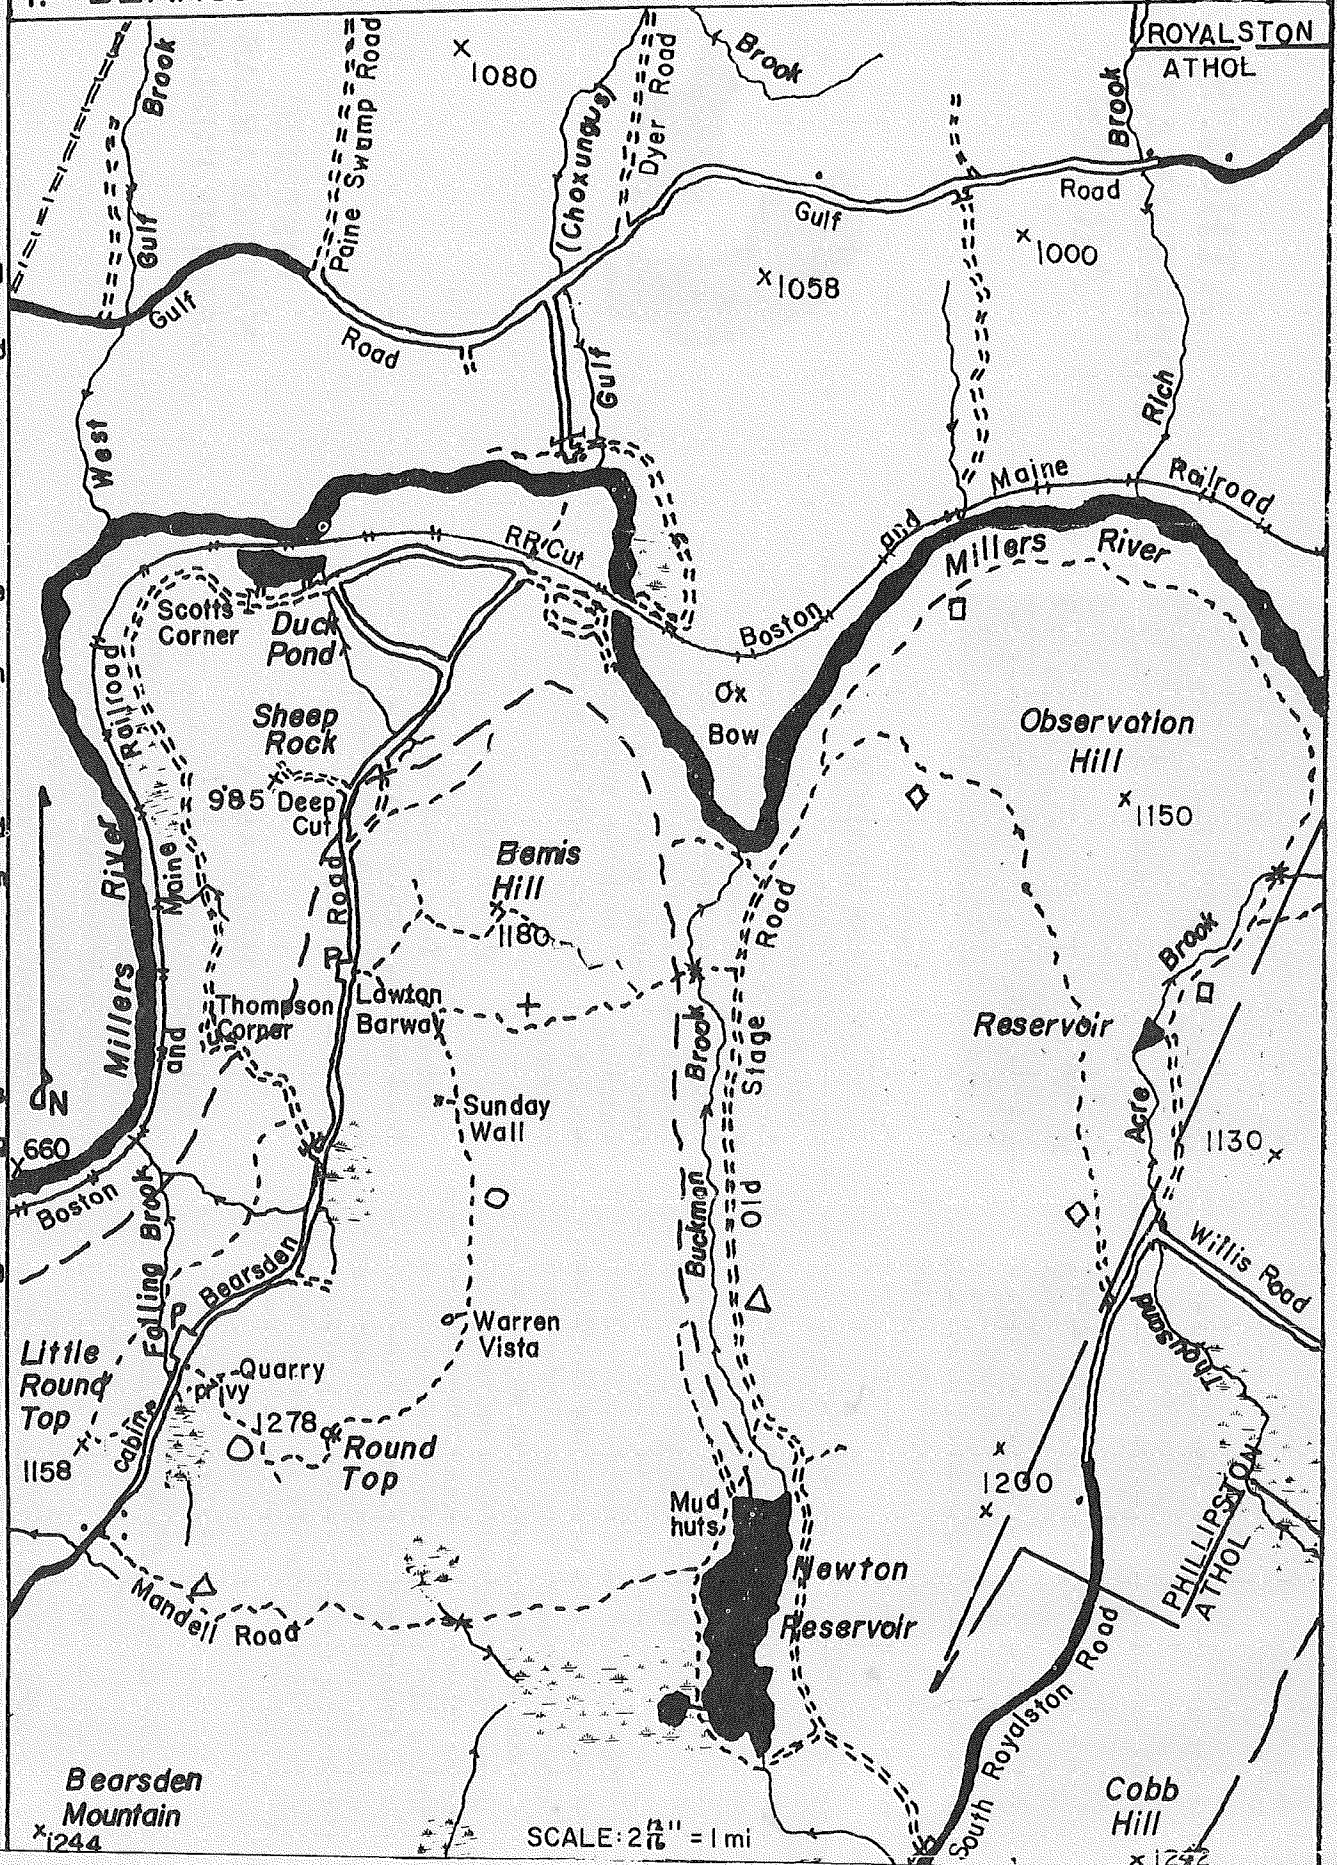 ROYALSTON
ATHOL
Brook
Gulf
West
Paine Swamp Road
1080
(Choxungus)
Dyer Road
Brook
Brook
Gulf
Road
Gulf
Road
1058
1000
Gulf
Rich
Maine
Railroad
and
Boston
Millers River
RR Cut
Scotts
Corner
Duck
Pond
Ox
Bow
Observation
Hill
1150
Railroad
Maine
and
Boston
Sheep
Rock
985
Deep
Cut
Millers River
Bemis
Hill
1180
Road
P
Lawton
Barway
Thompson
Corner
Road
Stage
Old
Brook
Buckman
Reservoir
Brook
Acre
Thousand
1130
N
660
Sunday
Wall
Willis Road
Falling Brook
Bearsden
P
Warren
Vista
Little
Round
Top
1158
Quarry
privy
cabins
1278
Round
Top
1200
PHILLIPSTON
ATHOL
Mud
huts
Newton
Reservoir
Mandell Road
South Royalston Road
Bearsden
Mountain
1244
SCALE: 2 12/16" = 1 mi
Cobb
Hill